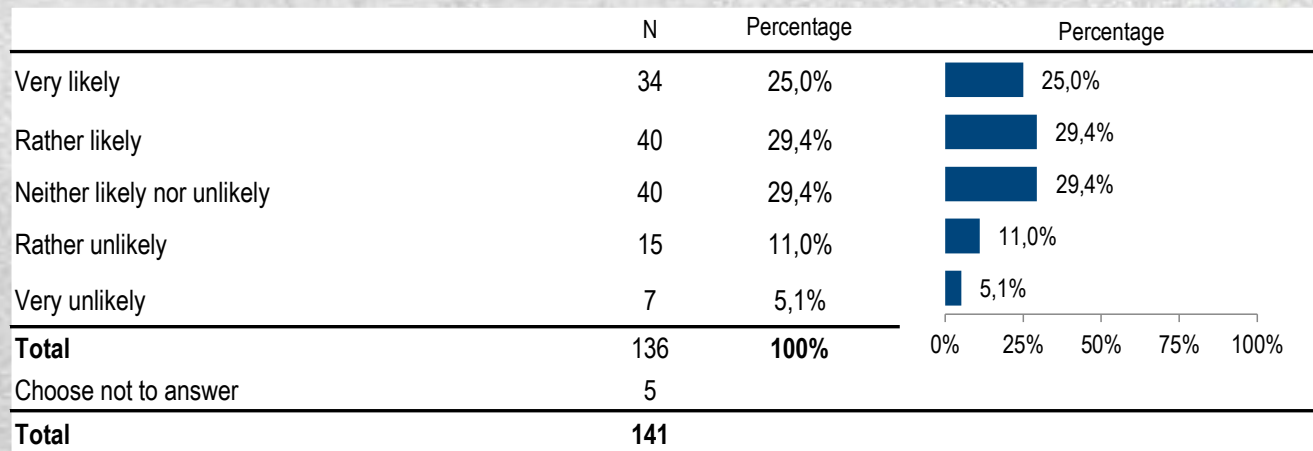 N Percentage Percentage
Very likely 34 25,0% 25,0%
Rather likely 40 29,4% 29,4%
Neither likely nor unlikely 40 29,4% 29,4%
Rather unlikely 15 11,0% 11,0%
Very unlikely 7 5,1% 5,1%
Total 136 100% 0% 25% 50% 75% 100%
Choose not to answer 5
Total 141